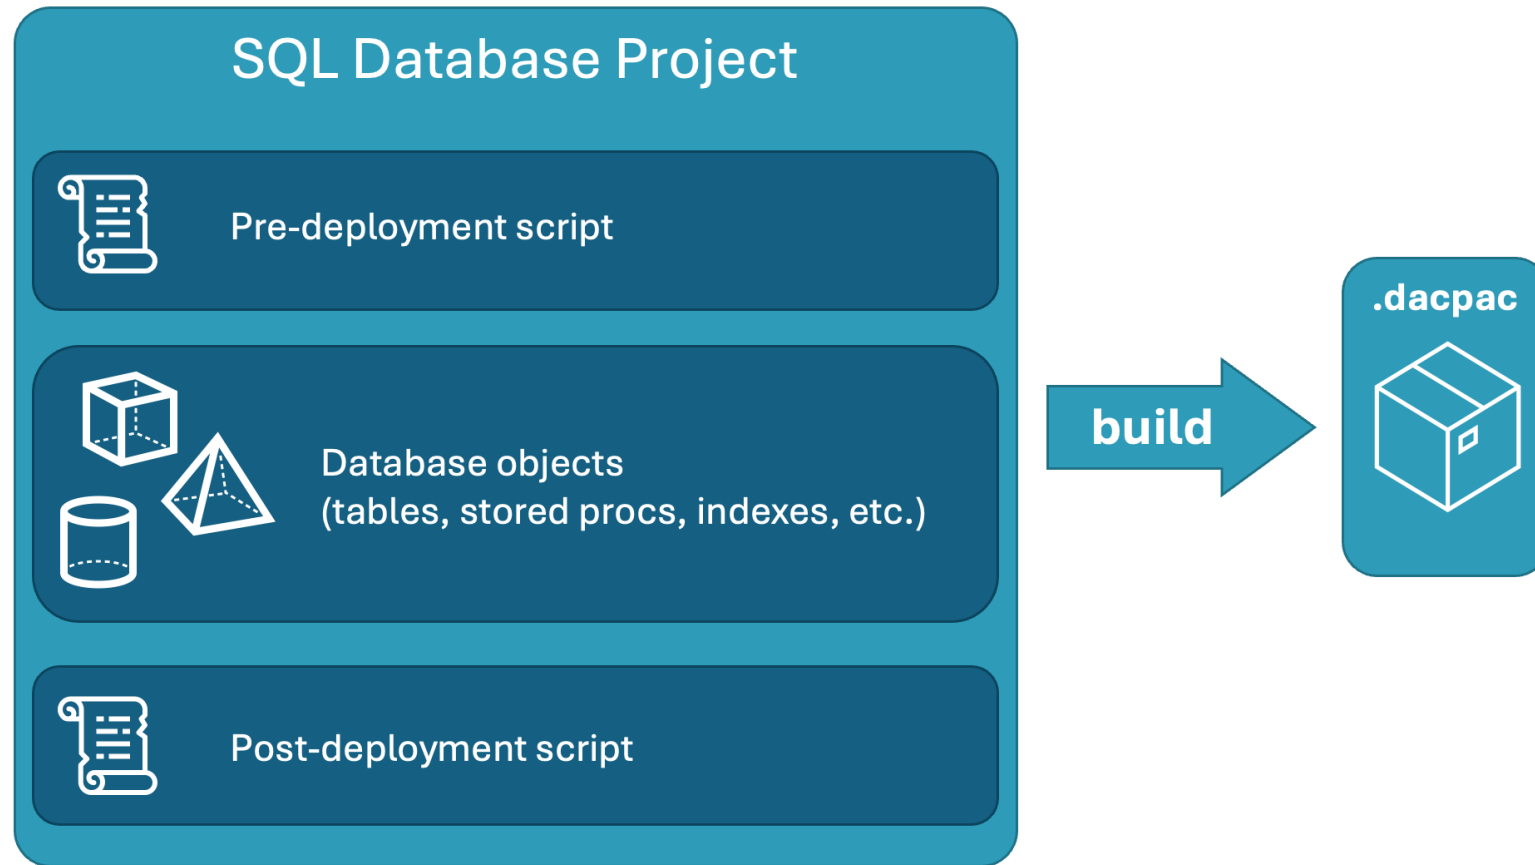 SQL Database Project
Pre-deployment script
Database objects
(tables, stored procs, indexes, etc.)
Post-deployment script
build
.dacpac